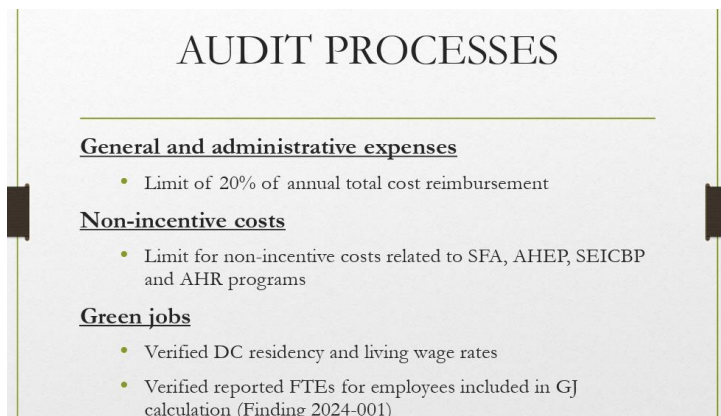 AUDIT PROCESSES
General and administrative expenses
• Limit of 20% of annual total cost reimbursement
Non-incentive costs
• Limit for non-incentive costs related to SFA, AHEP, SEICBP
and AHR programs
Green jobs
• Verified DC residency and living wage rates
• Verified reported FTEs for employees included in GJ
calculation (Finding 2024-001)